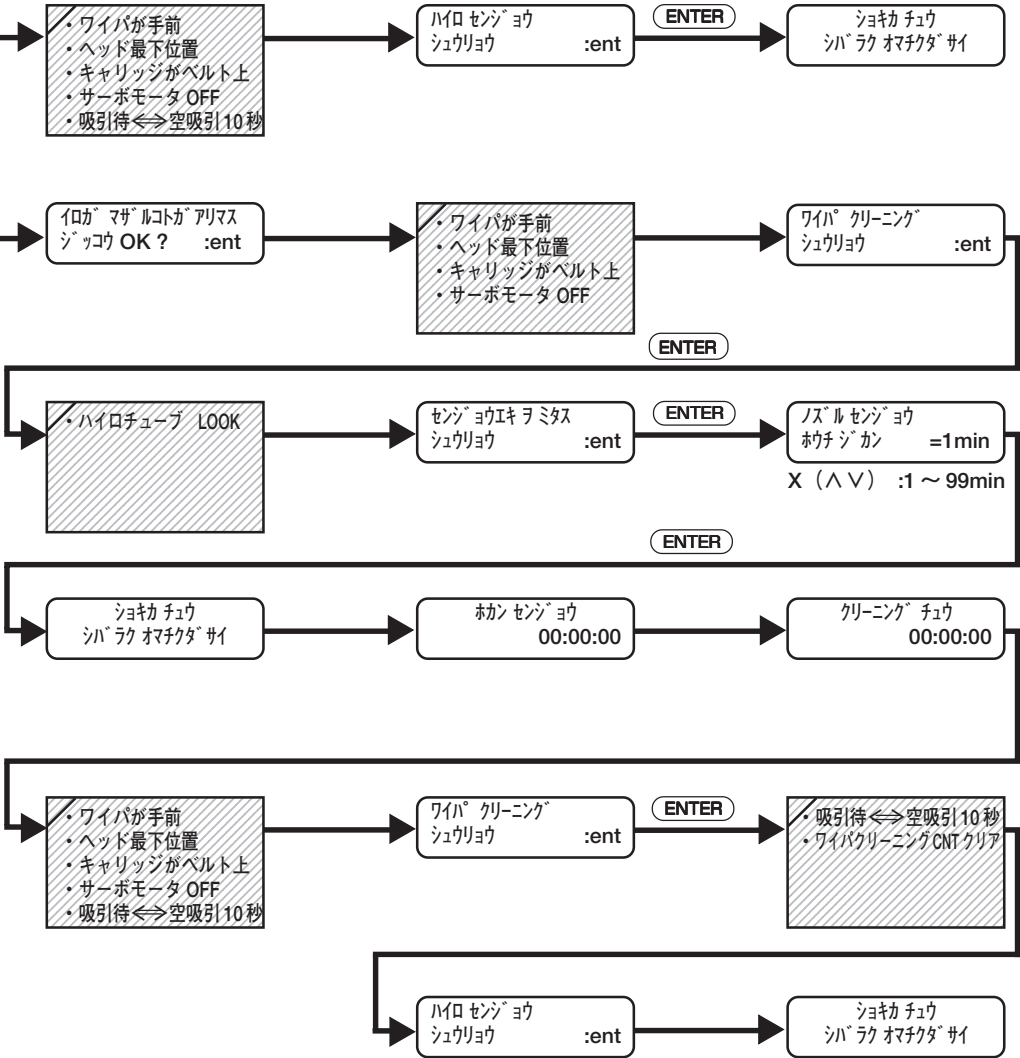 ・ワイパが手前
・ヘッド最下位置
・キャリッジがベルト上
・サーボモータ OFF
・吸引待⟺空吸引10秒
ﾊｲﾛ ｾﾝｼﾞｮｳ
ｼｭｳﾘｮｳ :ent
ENTER
ｼｮｷｶ ﾁｭｳ
ｼﾊﾞﾗｸ ｵﾏﾁｸﾀﾞｻｲ
ｲﾛｶﾞ ﾏｻﾞﾙｺﾄｶﾞｱﾘﾏｽ
ｼﾞｯｺｳ OK ? :ent
・ワイパが手前
・ヘッド最下位置
・キャリッジがベルト上
・サーボモータ OFF
ﾜｲﾊﾟ ｸﾘｰﾆﾝｸﾞ
ｼｭｳﾘｮｳ :ent
ENTER
・ハイロチューブ LOOK
ｾﾝｼﾞｮｳｴｷ ｦ ﾐﾀｽ
ｼｭｳﾘｮｳ :ent
ENTER
ﾉｽﾞﾙ ｾﾝｼﾞｮｳ
ﾎｳﾁ ｼﾞｶﾝ =1min
X（∧∨） :1 ～ 99min
ENTER
ｼｮｷｶ ﾁｭｳ
ｼﾊﾞﾗｸ ｵﾏﾁｸﾀﾞｻｲ
ﾎｶﾝ ｾﾝｼﾞｮｳ
00:00:00
ｸﾘｰﾆﾝｸﾞ ﾁｭｳ
00:00:00
・ワイパが手前
・ヘッド最下位置
・キャリッジがベルト上
・サーボモータ OFF
・吸引待⟺空吸引10秒
ﾜｲﾊﾟ ｸﾘｰﾆﾝｸﾞ
ｼｭｳﾘｮｳ :ent
ENTER
・吸引待⟺空吸引10秒
・ワイパクリーニングCNTクリア
ﾊｲﾛ ｾﾝｼﾞｮｳ
ｼｭｳﾘｮｳ :ent
ｼｮｷｶ ﾁｭｳ
ｼﾊﾞﾗｸ ｵﾏﾁｸﾀﾞｻｲ